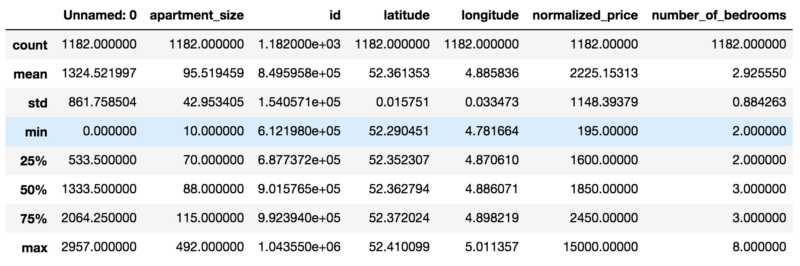 Unnamed: 0 apartment_size id latitude longitude normalized_price number_of_bedrooms
count 1182.000000 1182.000000 1.182000e+03 1182.000000 1182.000000 1182.00000 1182.000000
mean 1324.521997 95.519459 8.495958e+05 52.361353 4.885836 2225.15313 2.925550
std 861.758504 42.953405 1.540571e+05 0.015751 0.033473 1148.39379 0.884263
min 0.000000 10.000000 6.121980e+05 52.290451 4.781664 195.00000 2.000000
25% 533.500000 70.000000 6.877372e+05 52.352307 4.870610 1600.00000 2.000000
50% 1333.500000 88.000000 9.015765e+05 52.362794 4.886071 1850.00000 3.000000
75% 2064.250000 115.000000 9.923940e+05 52.372024 4.898219 2450.00000 3.000000
max 2957.000000 492.000000 1.043550e+06 52.410099 5.011357 15000.00000 8.000000